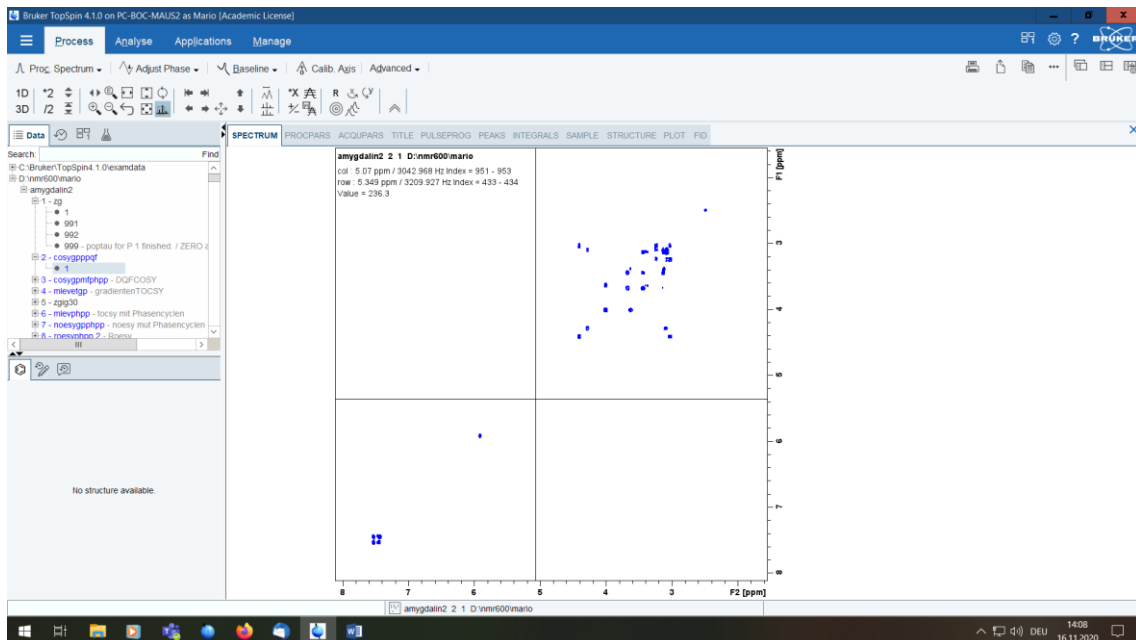 Bruker TopSpin 4.1.0 on PC-BOC-MAUS2 as Mario [Academic License]
Process Analyse Applications Manage
BRUKER
Proc. Spectrum Adjust Phase Baseline Calib. Axis Advanced
1D *2 R
3D /2
Data
SPECTRUM PROCPARS ACQUPARS TITLE PULSEPROG PEAKS INTEGRALS SAMPLE STRUCTURE PLOT FID
Search: Find
C:\Bruker\TopSpin4.1.0\examdata
D:\nmr600\mario
amygdalin2
1 - zg
1
991
992
999 - poptau for P 1 finished. / ZERO a
2 - cosygpppqf
1
3 - cosygpmfphpp - DQFCOSY
4 - mlevetgp - gradientenTOCSY
5 - zgig30
6 - mlevphpp - tocsy mit Phasencyclen
7 - noesygpphpp - noesy mut Phasencyclen
8 - roesyphpp.2 - Roesy
No structure available.
amygdalin2 2 1 D:\nmr600\mario
col : 5.07 ppm / 3042.968 Hz Index = 951 - 953
row : 5.349 ppm / 3209.927 Hz Index = 433 - 434
Value = 236.3
F1 [ppm]
3
4
5
6
7
8
8 7 6 5 4 3 F2 [ppm]
amygdalin2 2 1 D:\nmr600\mario
DEU
14:08
16.11.2020